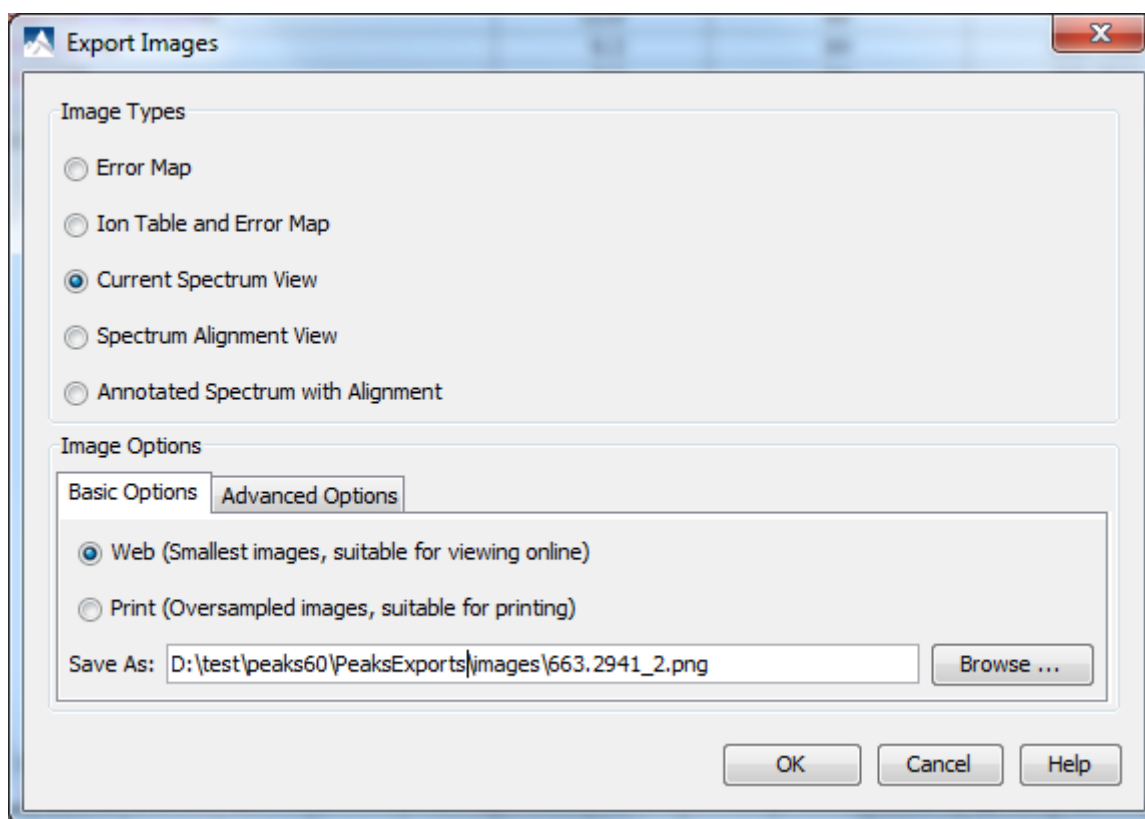 Export Images
Image Types
Error Map
Ion Table and Error Map
Current Spectrum View
Spectrum Alignment View
Annotated Spectrum with Alignment
Image Options
Basic Options Advanced Options
Web (Smallest images, suitable for viewing online)
Print (Oversampled images, suitable for printing)
Save As: D:\test\peaks60\PeaksExports\images\663.2941_2.png Browse ...
OK Cancel Help